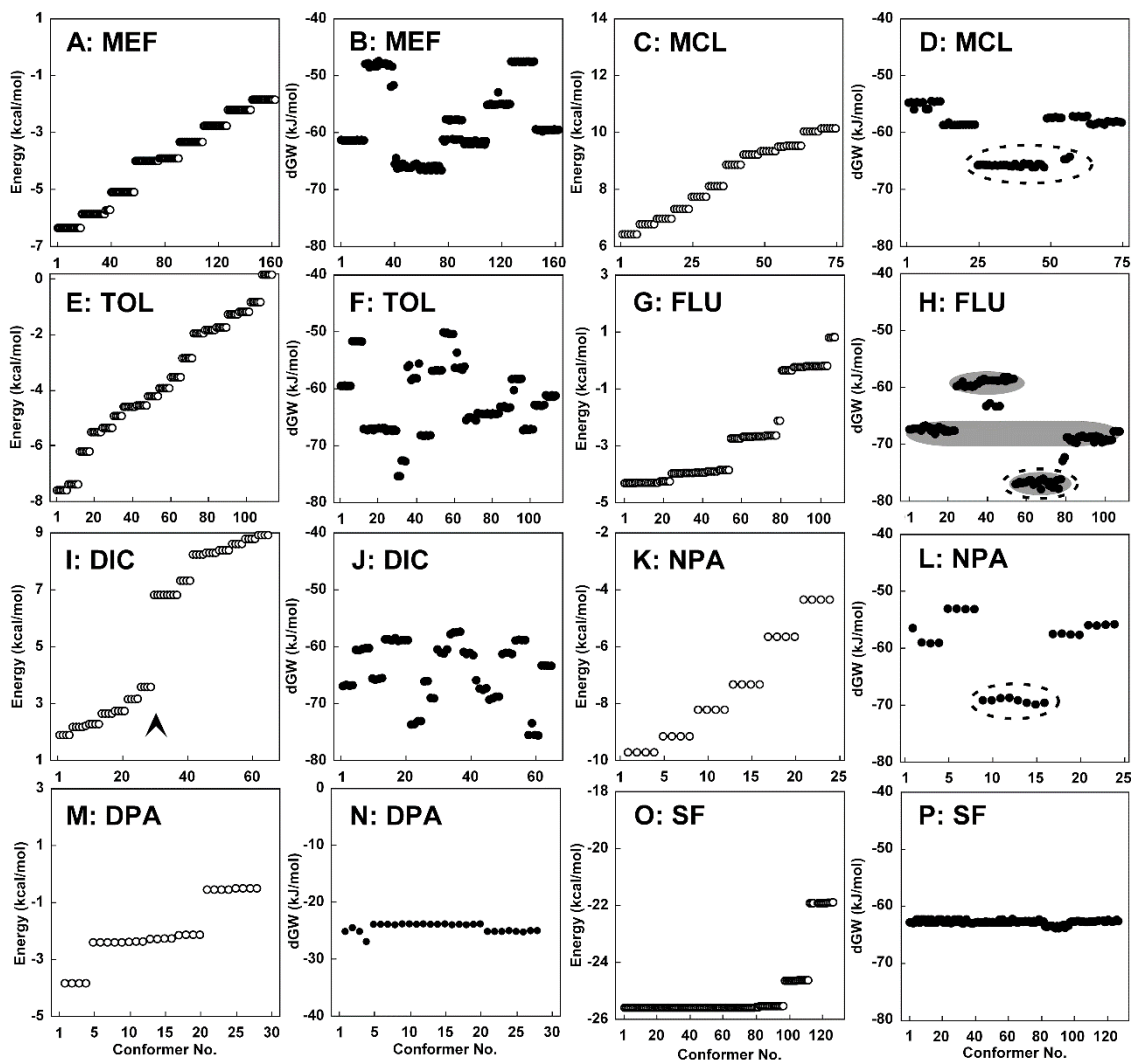 A: MEF
Energy (kcal/mol)
1
-1
-3
-5
-7
1 40 80 120 160
B: MEF
dGW (kJ/mol)
-40
-50
-60
-70
-80
1 40 80 120 160
C: MCL
Energy (kcal/mol)
14
12
10
8
6
1 25 50 75
D: MCL
dGW (kJ/mol)
-40
-50
-60
-70
-80
1 25 50 75
E: TOL
Energy (kcal/mol)
0
-2
-4
-6
-8
1 20 40 60 80 100
F: TOL
dGW (kJ/mol)
-40
-50
-60
-70
-80
1 20 40 60 80 100
G: FLU
Energy (kcal/mol)
3
1
-1
-3
-5
1 20 40 60 80 100
H: FLU
dGW (kJ/mol)
-40
-50
-60
-70
-80
1 20 40 60 80 100
I: DIC
Energy (kcal/mol)
9
7
5
3
1
1 20 40 60
J: DIC
dGW (kJ/mol)
-40
-50
-60
-70
-80
1 20 40 60
K: NPA
Energy (kcal/mol)
-2
-4
-6
-8
-10
1 5 10 15 20 25
L: NPA
dGW (kJ/mol)
-40
-50
-60
-70
-80
1 5 10 15 20 25
M: DPA
Energy (kcal/mol)
3
1
-1
-3
-5
1 5 10 15 20 25 30
Conformer No.
N: DPA
dGW (kJ/mol)
0
-10
-20
-30
-40
1 5 10 15 20 25 30
Conformer No.
O: SF
Energy (kcal/mol)
-18
-20
-22
-24
-26
1 20 40 60 80 100 120
Conformer No.
P: SF
dGW (kJ/mol)
-40
-50
-60
-70
-80
1 20 40 60 80 100 120
Conformer No.